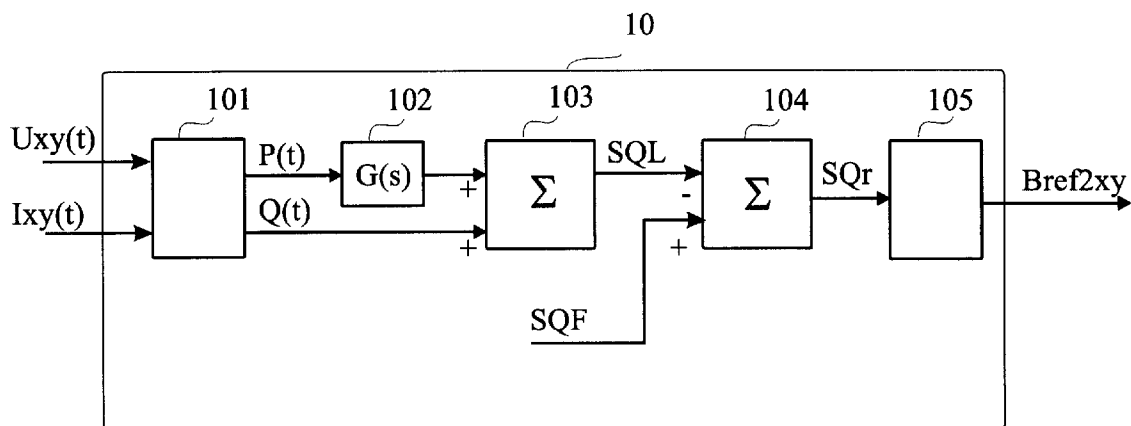 10
101
102
103
104
105
Uxy(t)
P(t)
G(s)
+
Σ
SQL
-
Σ
SQr
Bref2xy
Ixy(t)
Q(t)
+
+
SQF